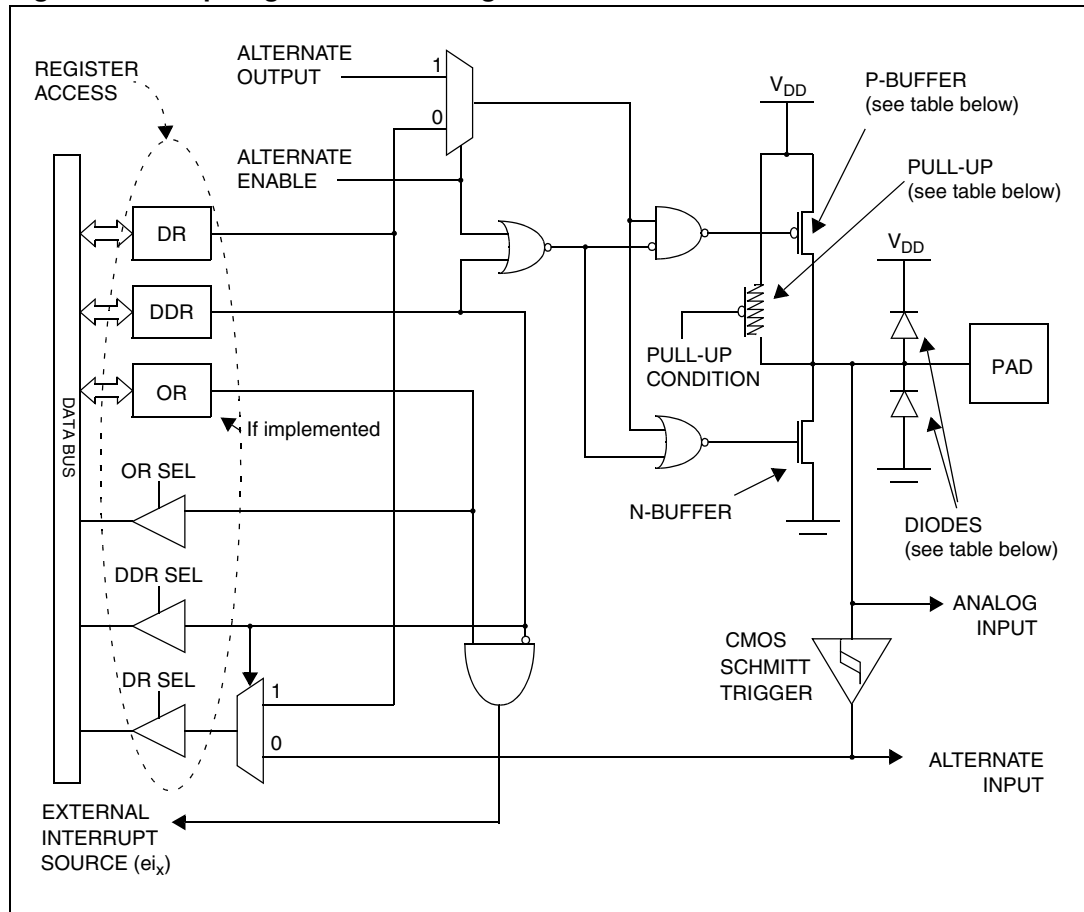 REGISTER
ACCESS
ALTERNATE
OUTPUT
1
0
ALTERNATE
ENABLE
VDD
P-BUFFER
(see table below)
PULL-UP
(see table below)
VDD
DR
DDR
OR
If implemented
DATA BUS
PULL-UP
CONDITION
PAD
N-BUFFER
DIODES
(see table below)
OR SEL
DDR SEL
DR SEL
1
0
CMOS
SCHMITT
TRIGGER
ANALOG
INPUT
ALTERNATE
INPUT
EXTERNAL
INTERRUPT
SOURCE (eix)